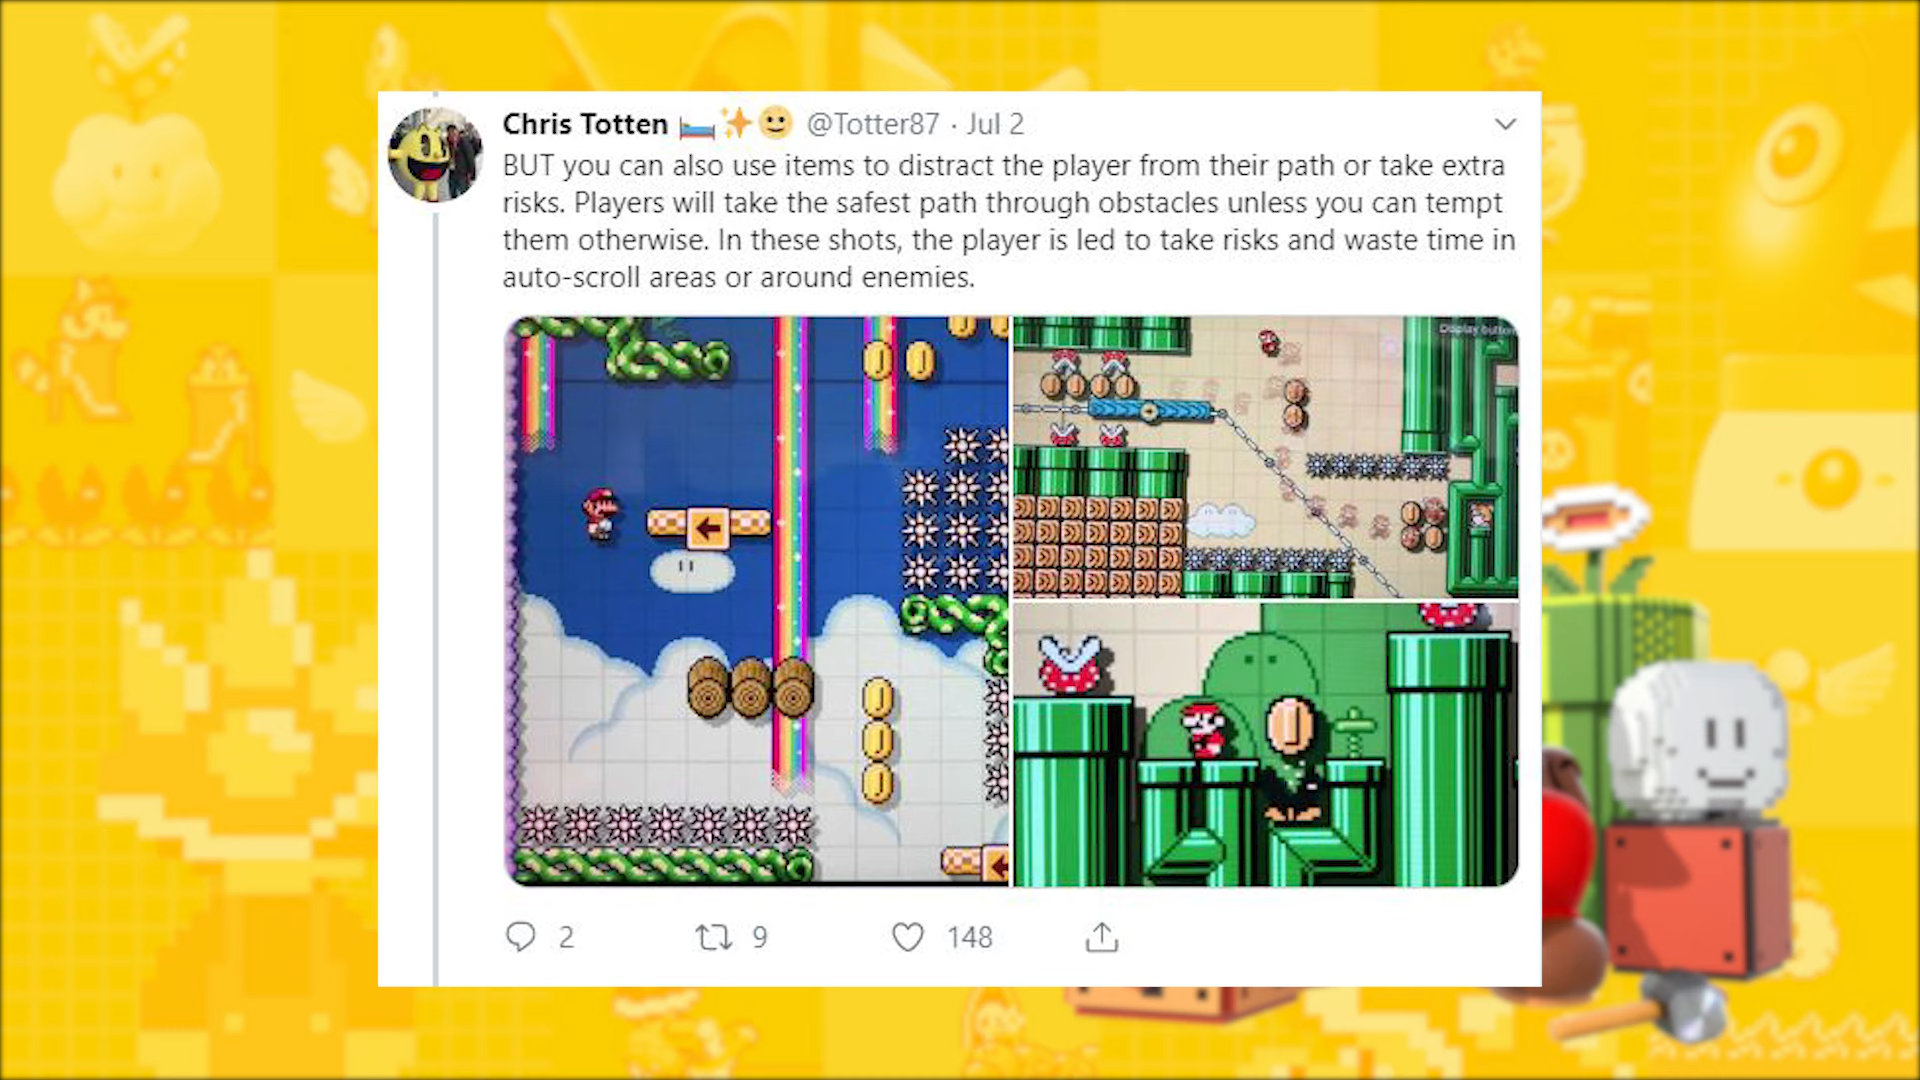 Chris Totten 🛏️✨🙂 @Totter87 · Jul 2
BUT you can also use items to distract the player from their path or take extra
risks. Players will take the safest path through obstacles unless you can tempt
them otherwise. In these shots, the player is led to take risks and waste time in
auto-scroll areas or around enemies.
Display button
2 9 148